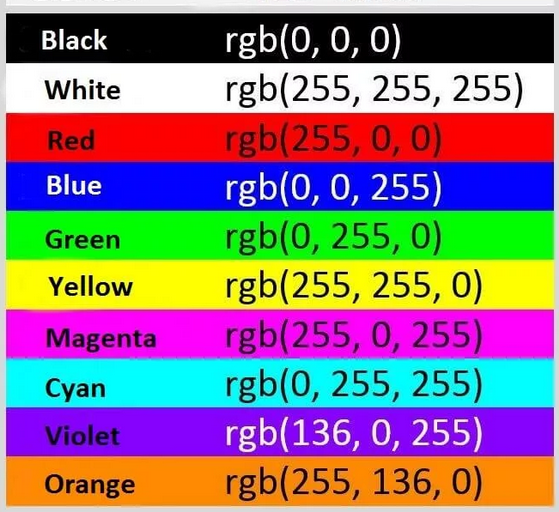 Black rgb(0, 0, 0)
White rgb(255, 255, 255)
Red rgb(255, 0, 0)
Blue rgb(0, 0, 255)
Green rgb(0, 255, 0)
Yellow rgb(255, 255, 0)
Magenta rgb(255, 0, 255)
Cyan rgb(0, 255, 255)
Violet rgb(136, 0, 255)
Orange rgb(255, 136, 0)